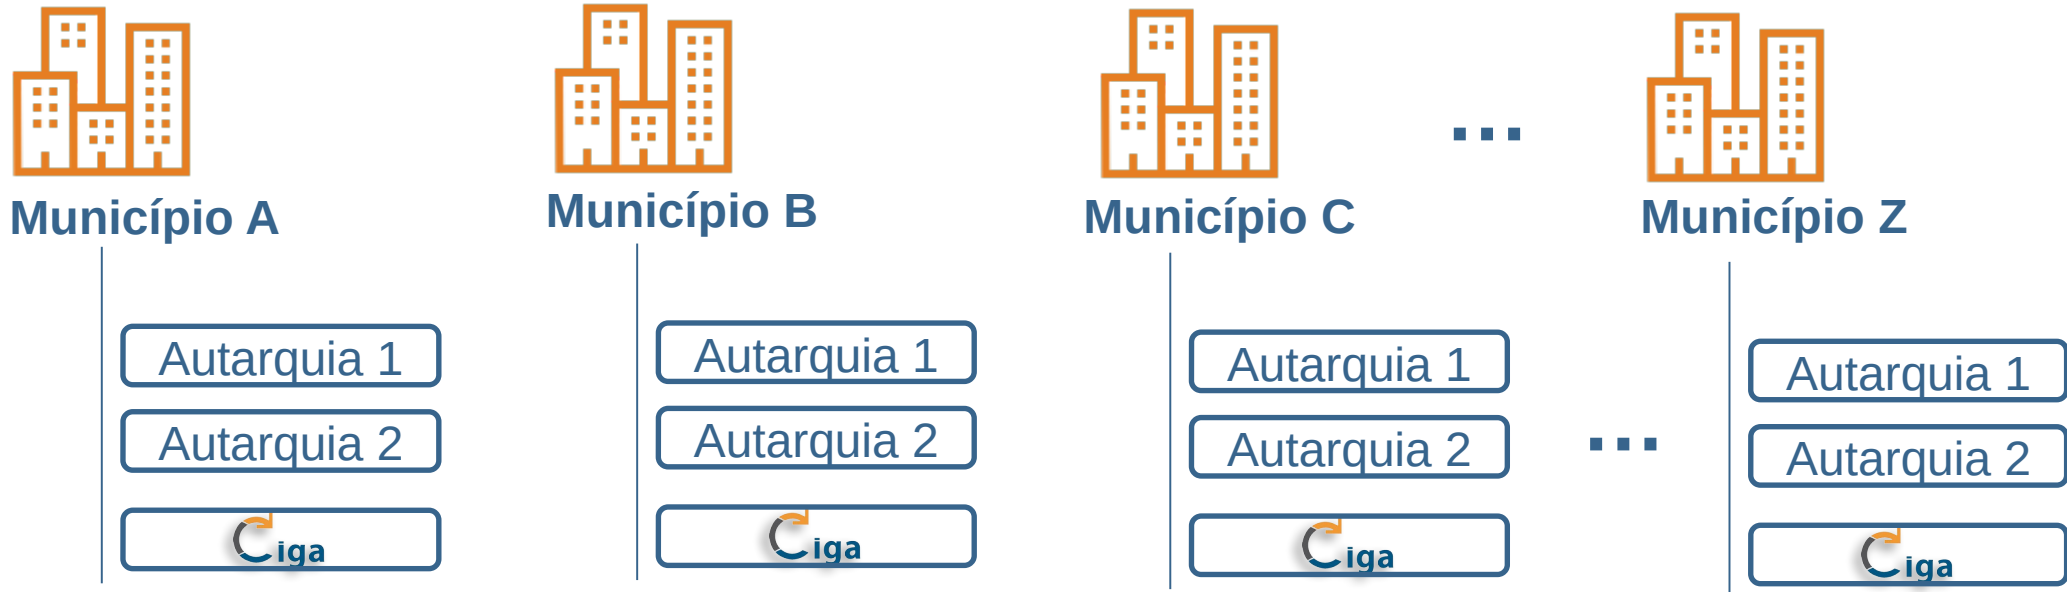 Município A
Município B
Município C
...
Município Z
Autarquia 1
Autarquia 1
Autarquia 1
Autarquia 1
Autarquia 2
Autarquia 2
Autarquia 2
...
Autarquia 2
Ciga
Ciga
Ciga
Ciga